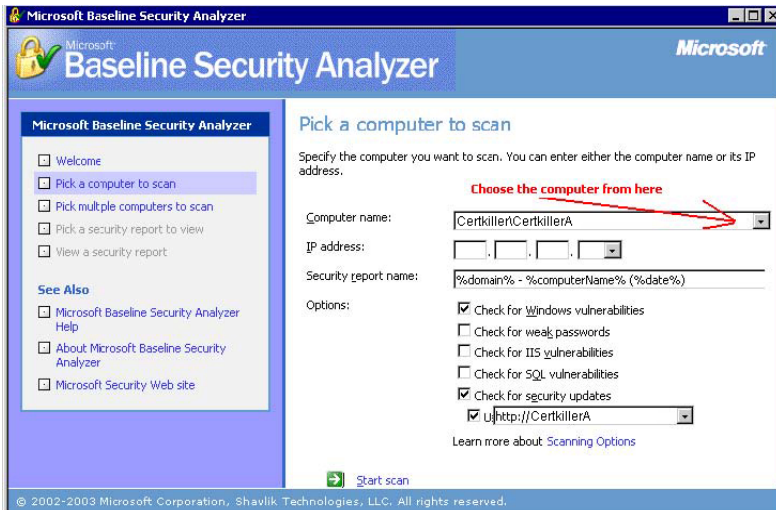 Microsoft Baseline Security Analyzer
Microsoft
Baseline Security Analyzer
Microsoft
Microsoft Baseline Security Analyzer
Welcome
Pick a computer to scan
Pick multple computers to scan
Pick a security report to view
View a security report
See Also
Microsoft Baseline Security Analyzer
Help
About Microsoft Baseline Security
Analyzer
Microsoft Security Web site
Pick a computer to scan
Specify the computer you want to scan. You can enter either the computer name or its IP
address.
Choose the computer from here
Computer name:
Certkiller\CertkillerA
IP address:
Security report name:
%domain% - %computerName% (%date%)
Options:
Check for Windows vulnerabilities
Check for weak passwords
Check for IIS vulnerabilities
Check for SQL vulnerabilities
Check for security updates
U
http://CertkillerA
Learn more about Scanning Options
Start scan
© 2002-2003 Microsoft Corporation, Shavlik Technologies, LLC. All rights reserved.